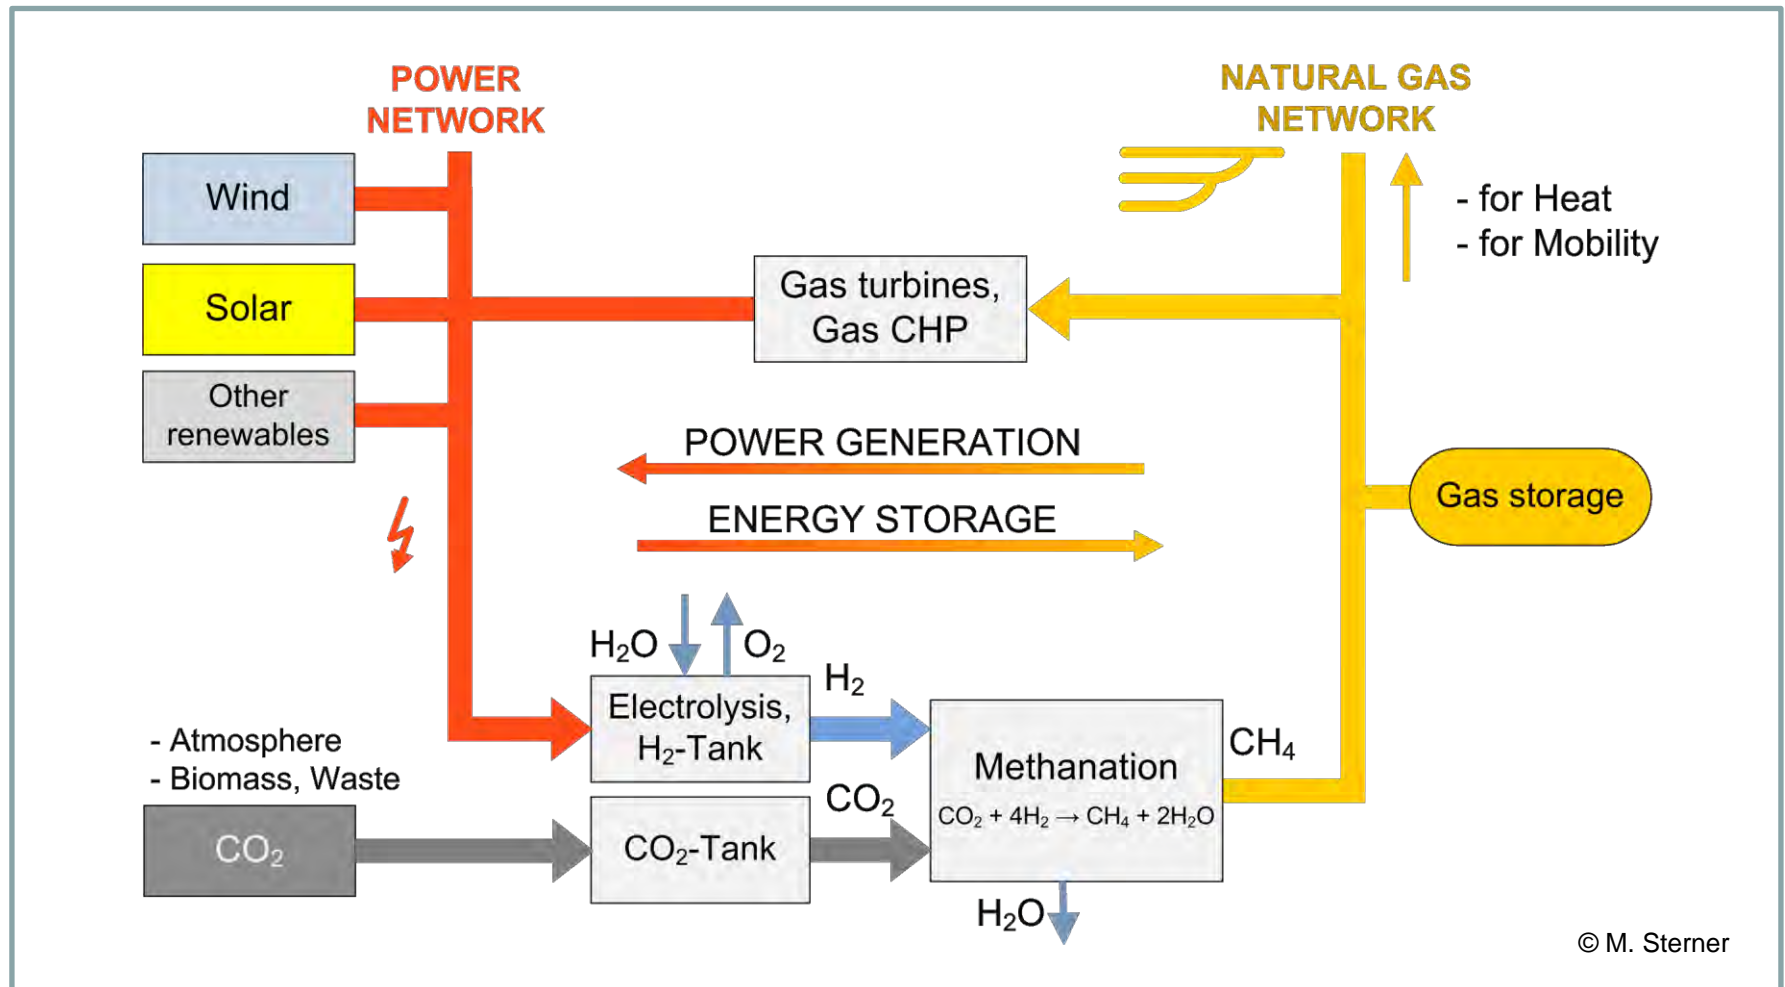 POWER
NETWORK
NATURAL GAS
NETWORK
Wind
Solar
Other
renewables
Gas turbines,
Gas CHP
- for Heat
- for Mobility
POWER GENERATION
ENERGY STORAGE
Gas storage
H₂O
O₂
Electrolysis,
H₂-Tank
H₂
- Atmosphere
- Biomass, Waste
CO₂
CO₂-Tank
CO₂
Methanation
CO₂ + 4H₂ → CH₄ + 2H₂O
CH₄
H₂O
© M. Sterner